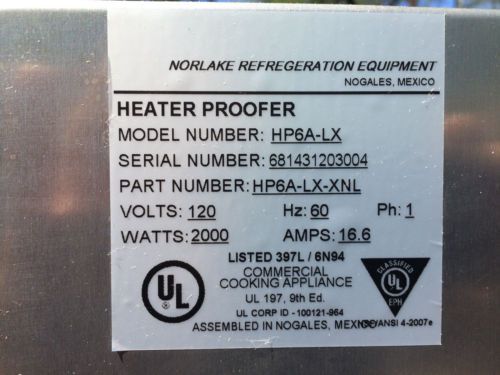 NORLAKE REFREGERATION EQUIPMENT
NOGALES, MEXICO
HEATER PROOFER
MODEL NUMBER: HP6A-LX
SERIAL NUMBER: 681431203004
PART NUMBER: HP6A-LX-XNL
VOLTS: 120 Hz: 60 Ph: 1
WATTS: 2000 AMPS: 16.6
LISTED 397L / 6N94
COMMERCIAL
COOKING APPLIANCE
UL 197, 9th Ed.
UL CORP ID - 100121-964
ASSEMBLED IN NOGALES, MEXICO
UL
CLASSIFIED
UL
EPH
/ANSI 4-2007e